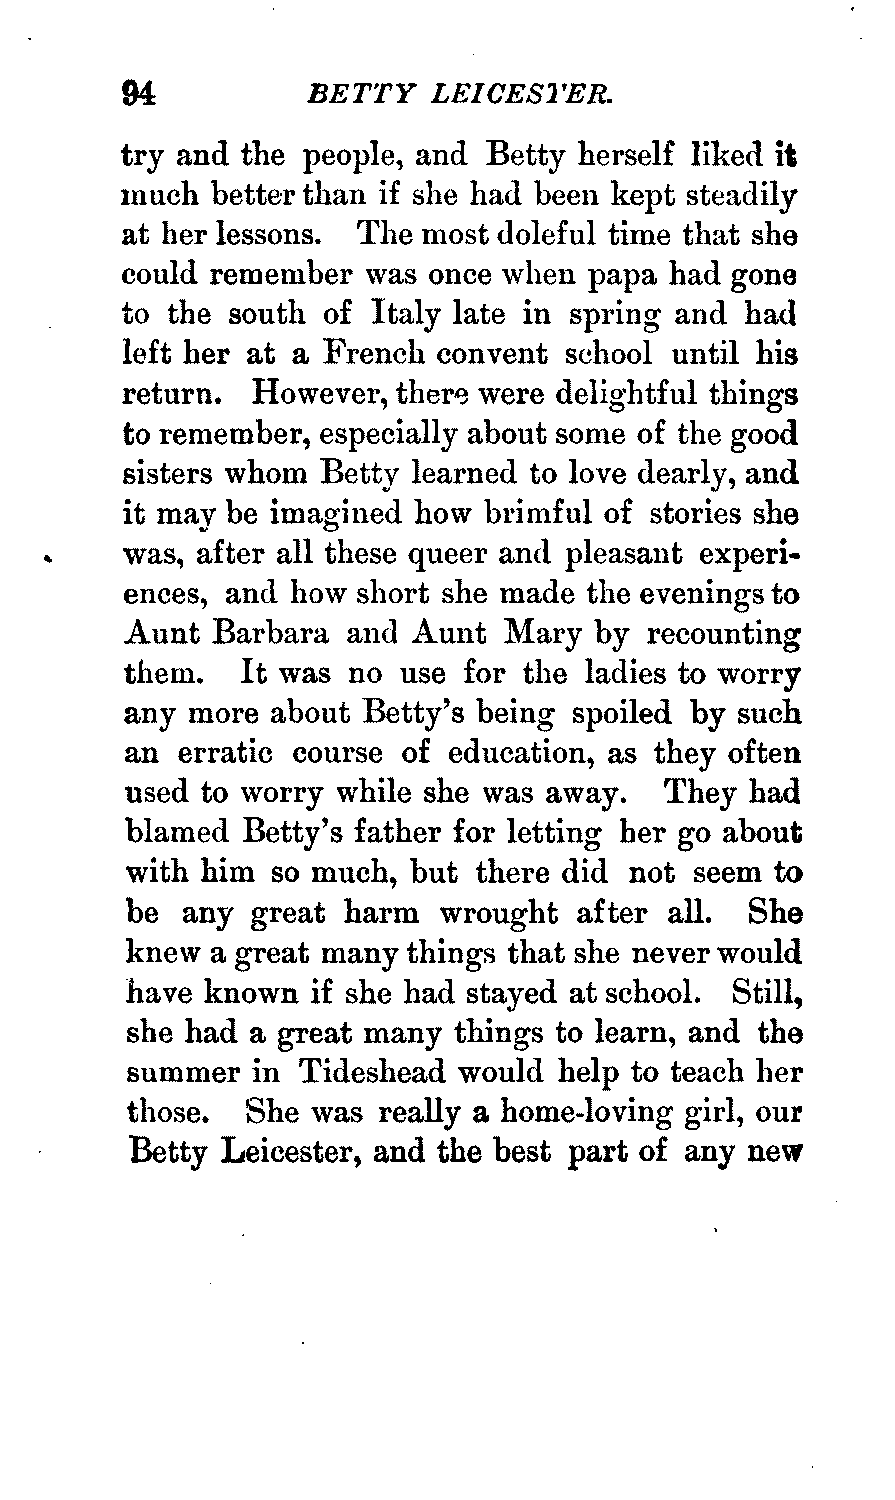 94 BETTY LEICESTER.
try and the people, and Betty herself liked it
much better than if she had been kept steadily
at her lessons. The most doleful time that she
could remember was once when papa had gone
to the south of Italy late in spring and had
left her at a French convent school until his
return. However, there were delightful things
to remember, especially about some of the good
sisters whom Betty learned to love dearly, and
it may be imagined how brimful of stories she
was, after all these queer and pleasant experi-
ences, and how short she made the evenings to
Aunt Barbara and Aunt Mary by recounting
them. It was no use for the ladies to worry
any more about Betty's being spoiled by such
an erratic course of education, as they often
used to worry while she was away. They had
blamed Betty's father for letting her go about
with him so much, but there did not seem to
be any great harm wrought after all. She
knew a great many things that she never would
have known if she had stayed at school. Still,
she had a great many things to learn, and the
summer in Tideshead would help to teach her
those. She was really a home-loving girl, our
Betty Leicester, and the best part of any new